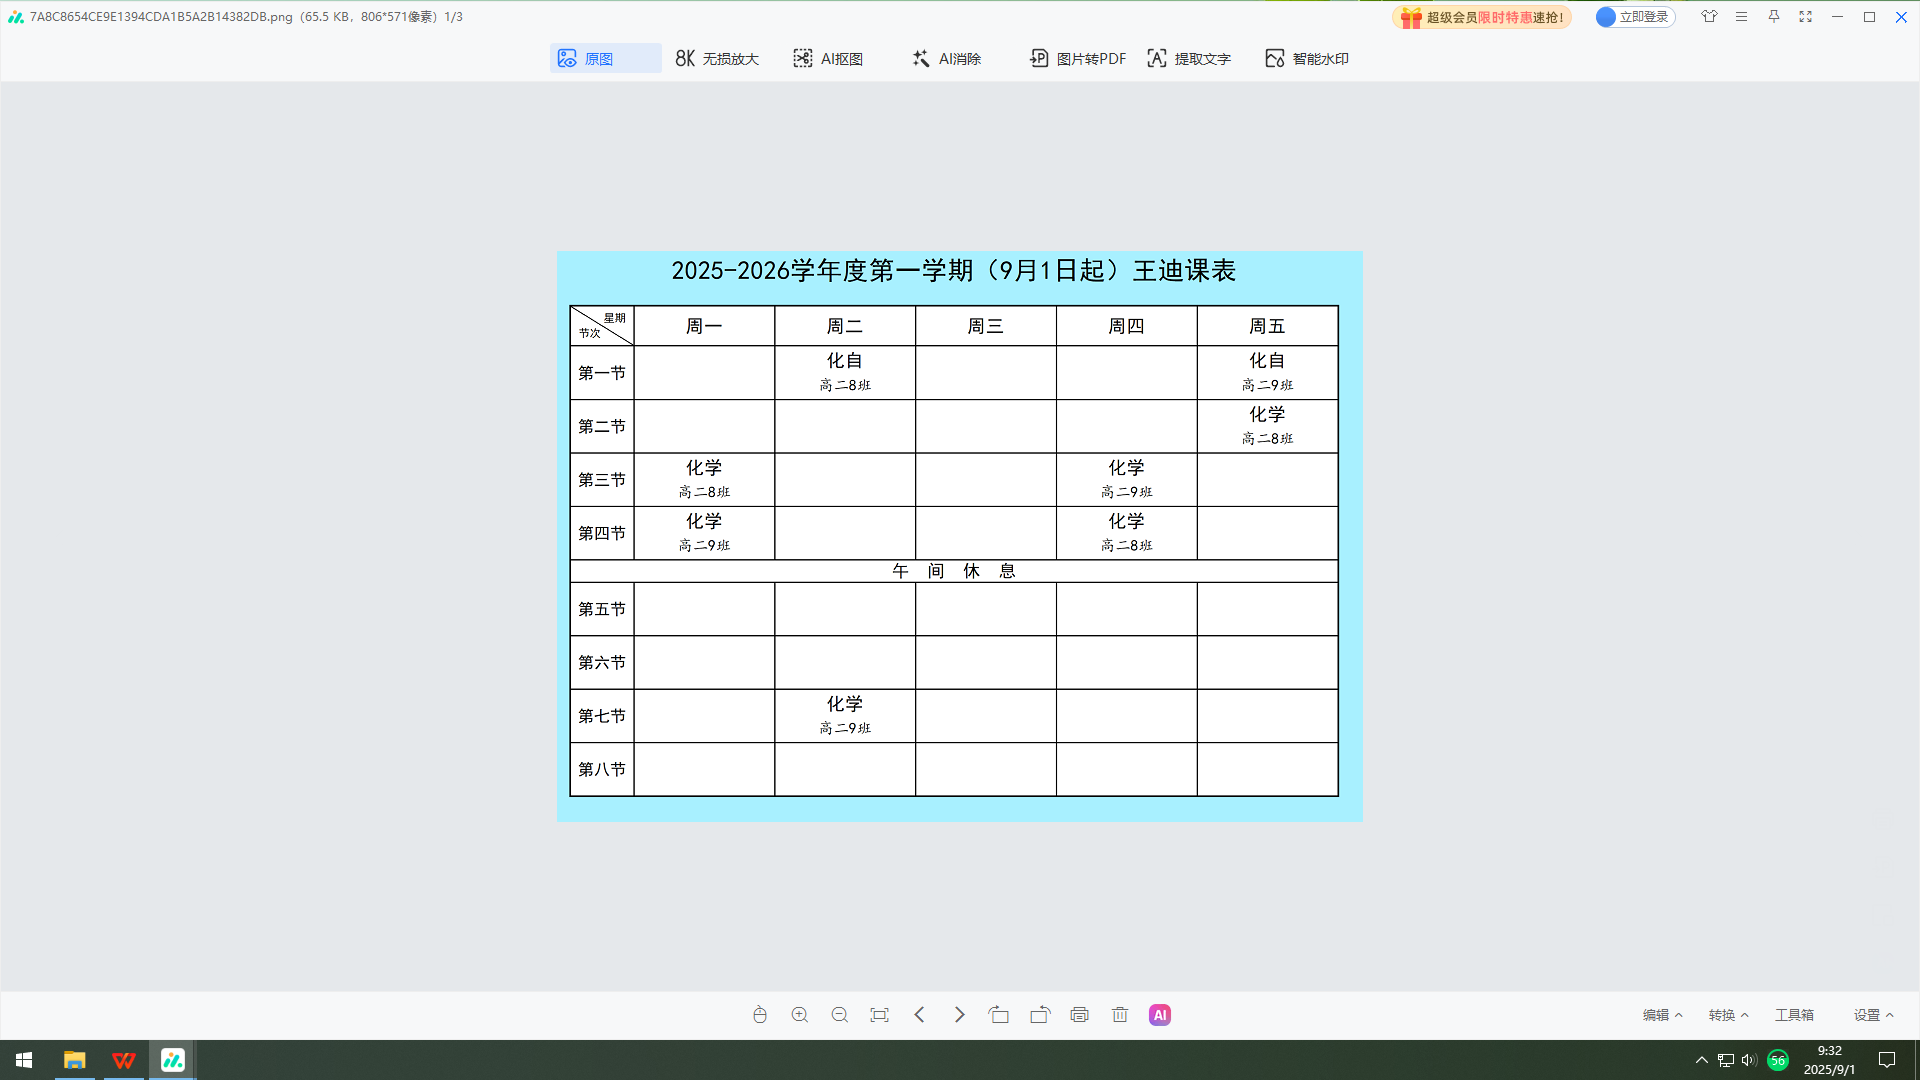 7A8C8654CE9E1394CDA1B5A2B14382DB.png（65.5 KB，806*571像素）1/3
超级会员限时特惠速抢!
立即登录
原图
8K 无损放大
AI抠图
AI消除
图片转PDF
提取文字
智能水印
2025-2026学年度第一学期（9月1日起）王迪课表
星期
节次
周一 周二 周三 周四 周五
第一节
化自
高二8班
化自
高二9班
第二节
化学
高二8班
第三节
化学
高二8班
化学
高二9班
第四节
化学
高二9班
化学
高二8班
午 间 休 息
第五节
第六节
第七节
化学
高二9班
第八节
AI
编辑 转换 工具箱 设置
56
9:32
2025/9/1